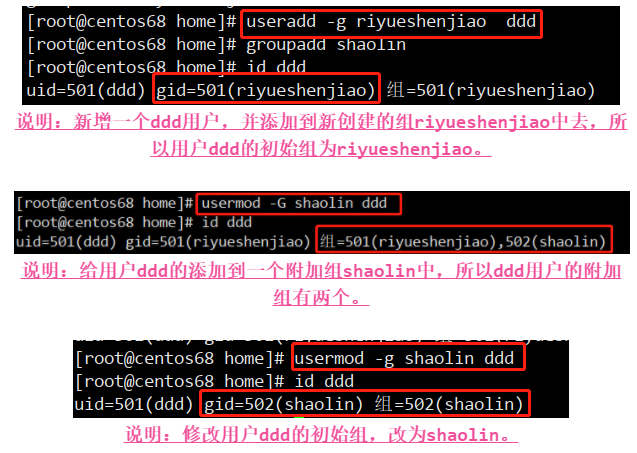 [root@centos68 home]# useradd -g riyueshenjiao  ddd
[root@centos68 home]# groupadd shaolin
[root@centos68 home]# id ddd
uid=501(ddd) gid=501(riyueshenjiao) 组=501(riyueshenjiao)
说明：新增一个ddd用户，并添加到新创建的组riyueshenjiao中去，所
以用户ddd的初始组为riyueshenjiao。
[root@centos68 home]# usermod -G shaolin ddd
[root@centos68 home]# id ddd
uid=501(ddd) gid=501(riyueshenjiao) 组=501(riyueshenjiao),502(shaolin)
说明：给用户ddd的添加到一个附加组shaolin中，所以ddd用户的附加
组有两个。
[root@centos68 home]# usermod -g shaolin ddd
[root@centos68 home]# id ddd
uid=501(ddd) gid=502(shaolin) 组=502(shaolin)
说明：修改用户ddd的初始组，改为shaolin。